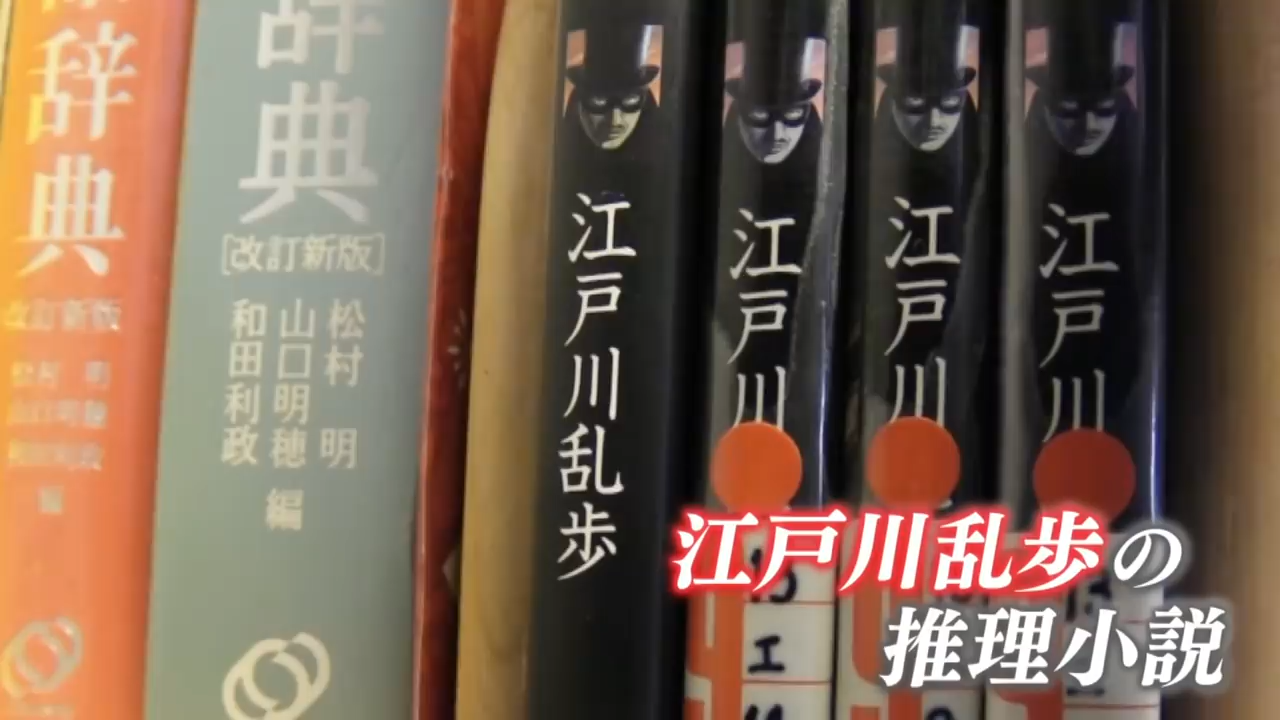 辞典
改訂新版
辞典
[改訂新版]
松村 明
山口明穂
和田利政
編
江戸川乱歩
江戸川
江戸川
江戸川
エ
江戸川乱歩の
推理小説